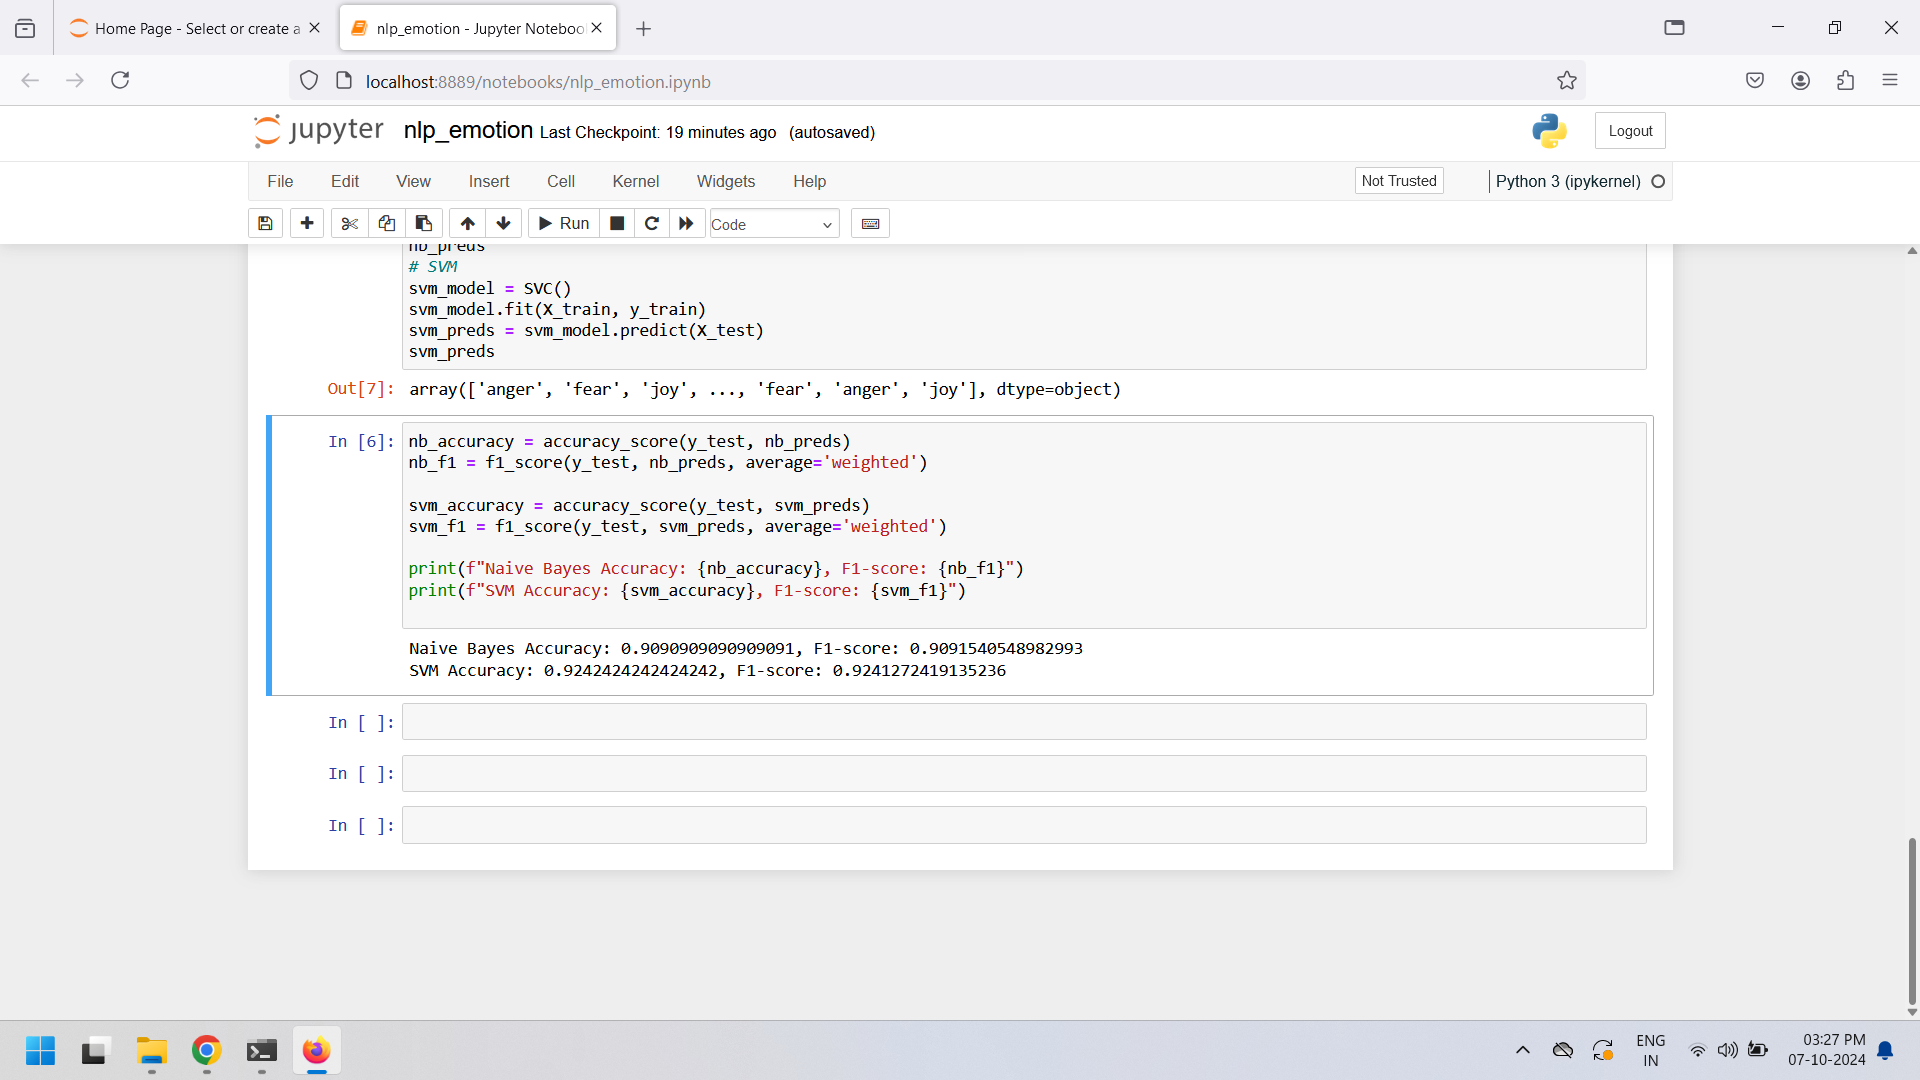 Home Page - Select or create a
nlp_emotion - Jupyter Noteboo
localhost:8889/notebooks/nlp_emotion.ipynb
jupyter nlp_emotion Last Checkpoint: 19 minutes ago (autosaved)
Logout
File Edit View Insert Cell Kernel Widgets Help
Not Trusted
Python 3 (ipykernel)
Run
Code
nb_preds
# SVM
svm_model = SVC()
svm_model.fit(X_train, y_train)
svm_preds = svm_model.predict(X_test)
svm_preds
Out[7]: array(['anger', 'fear', 'joy', ..., 'fear', 'anger', 'joy'], dtype=object)
In [6]: nb_accuracy = accuracy_score(y_test, nb_preds)
nb_f1 = f1_score(y_test, nb_preds, average='weighted')
svm_accuracy = accuracy_score(y_test, svm_preds)
svm_f1 = f1_score(y_test, svm_preds, average='weighted')
print(f"Naive Bayes Accuracy: {nb_accuracy}, F1-score: {nb_f1}")
print(f"SVM Accuracy: {svm_accuracy}, F1-score: {svm_f1}")
Naive Bayes Accuracy: 0.9090909090909091, F1-score: 0.9091540548982993
SVM Accuracy: 0.9242424242424242, F1-score: 0.9241272419135236
In [ ]:
In [ ]:
In [ ]:
ENG
IN
03:27 PM
07-10-2024